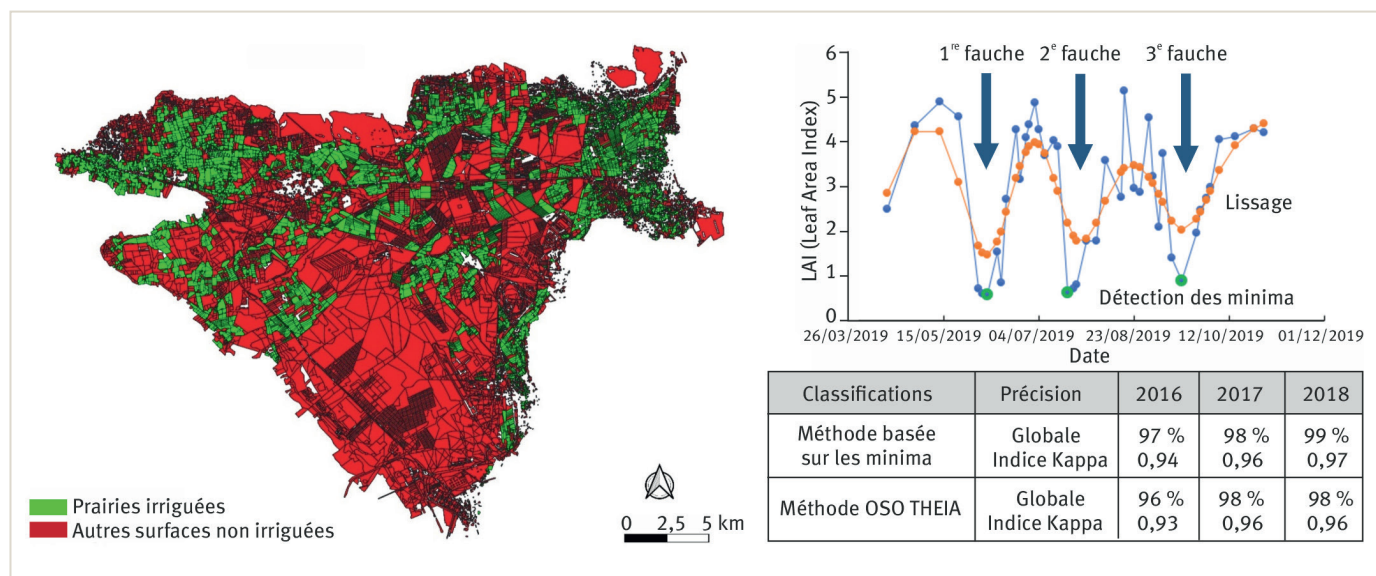 Prairies irriguées
Autres surfaces non irriguées
0 2,5 5 km
1re fauche 2e fauche 3e fauche
LAI (Leaf Area Index)
6
5
4
3
2
1
0
Lissage
Détection des minima
26/03/2019 15/05/2019 04/07/2019 23/08/2019 12/10/2019 01/12/2019
Date
Classifications Précision 2016 2017 2018
Méthode basée Globale 97 % 98 % 99 %
sur les minima Indice Kappa 0,94 0,96 0,97
Méthode OSO THEIA Globale 96 % 98 % 98 %
Indice Kappa 0,93 0,96 0,96